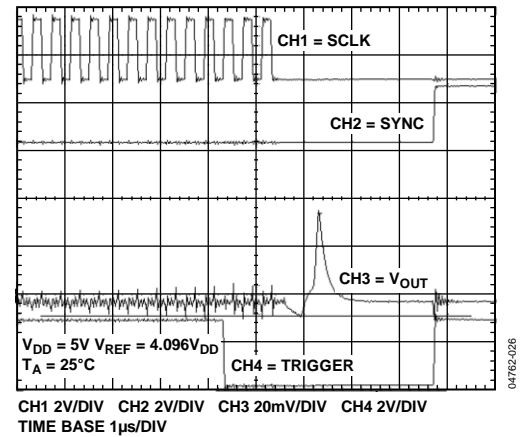 CH1 = SCLK
CH2 = SYNC
CH3 = VOUT
VDD = 5V VREF = 4.096VDD
TA = 25°C
CH4 = TRIGGER
CH1 2V/DIV CH2 2V/DIV CH3 20mV/DIV CH4 2V/DIV
TIME BASE 1µs/DIV
04762-026